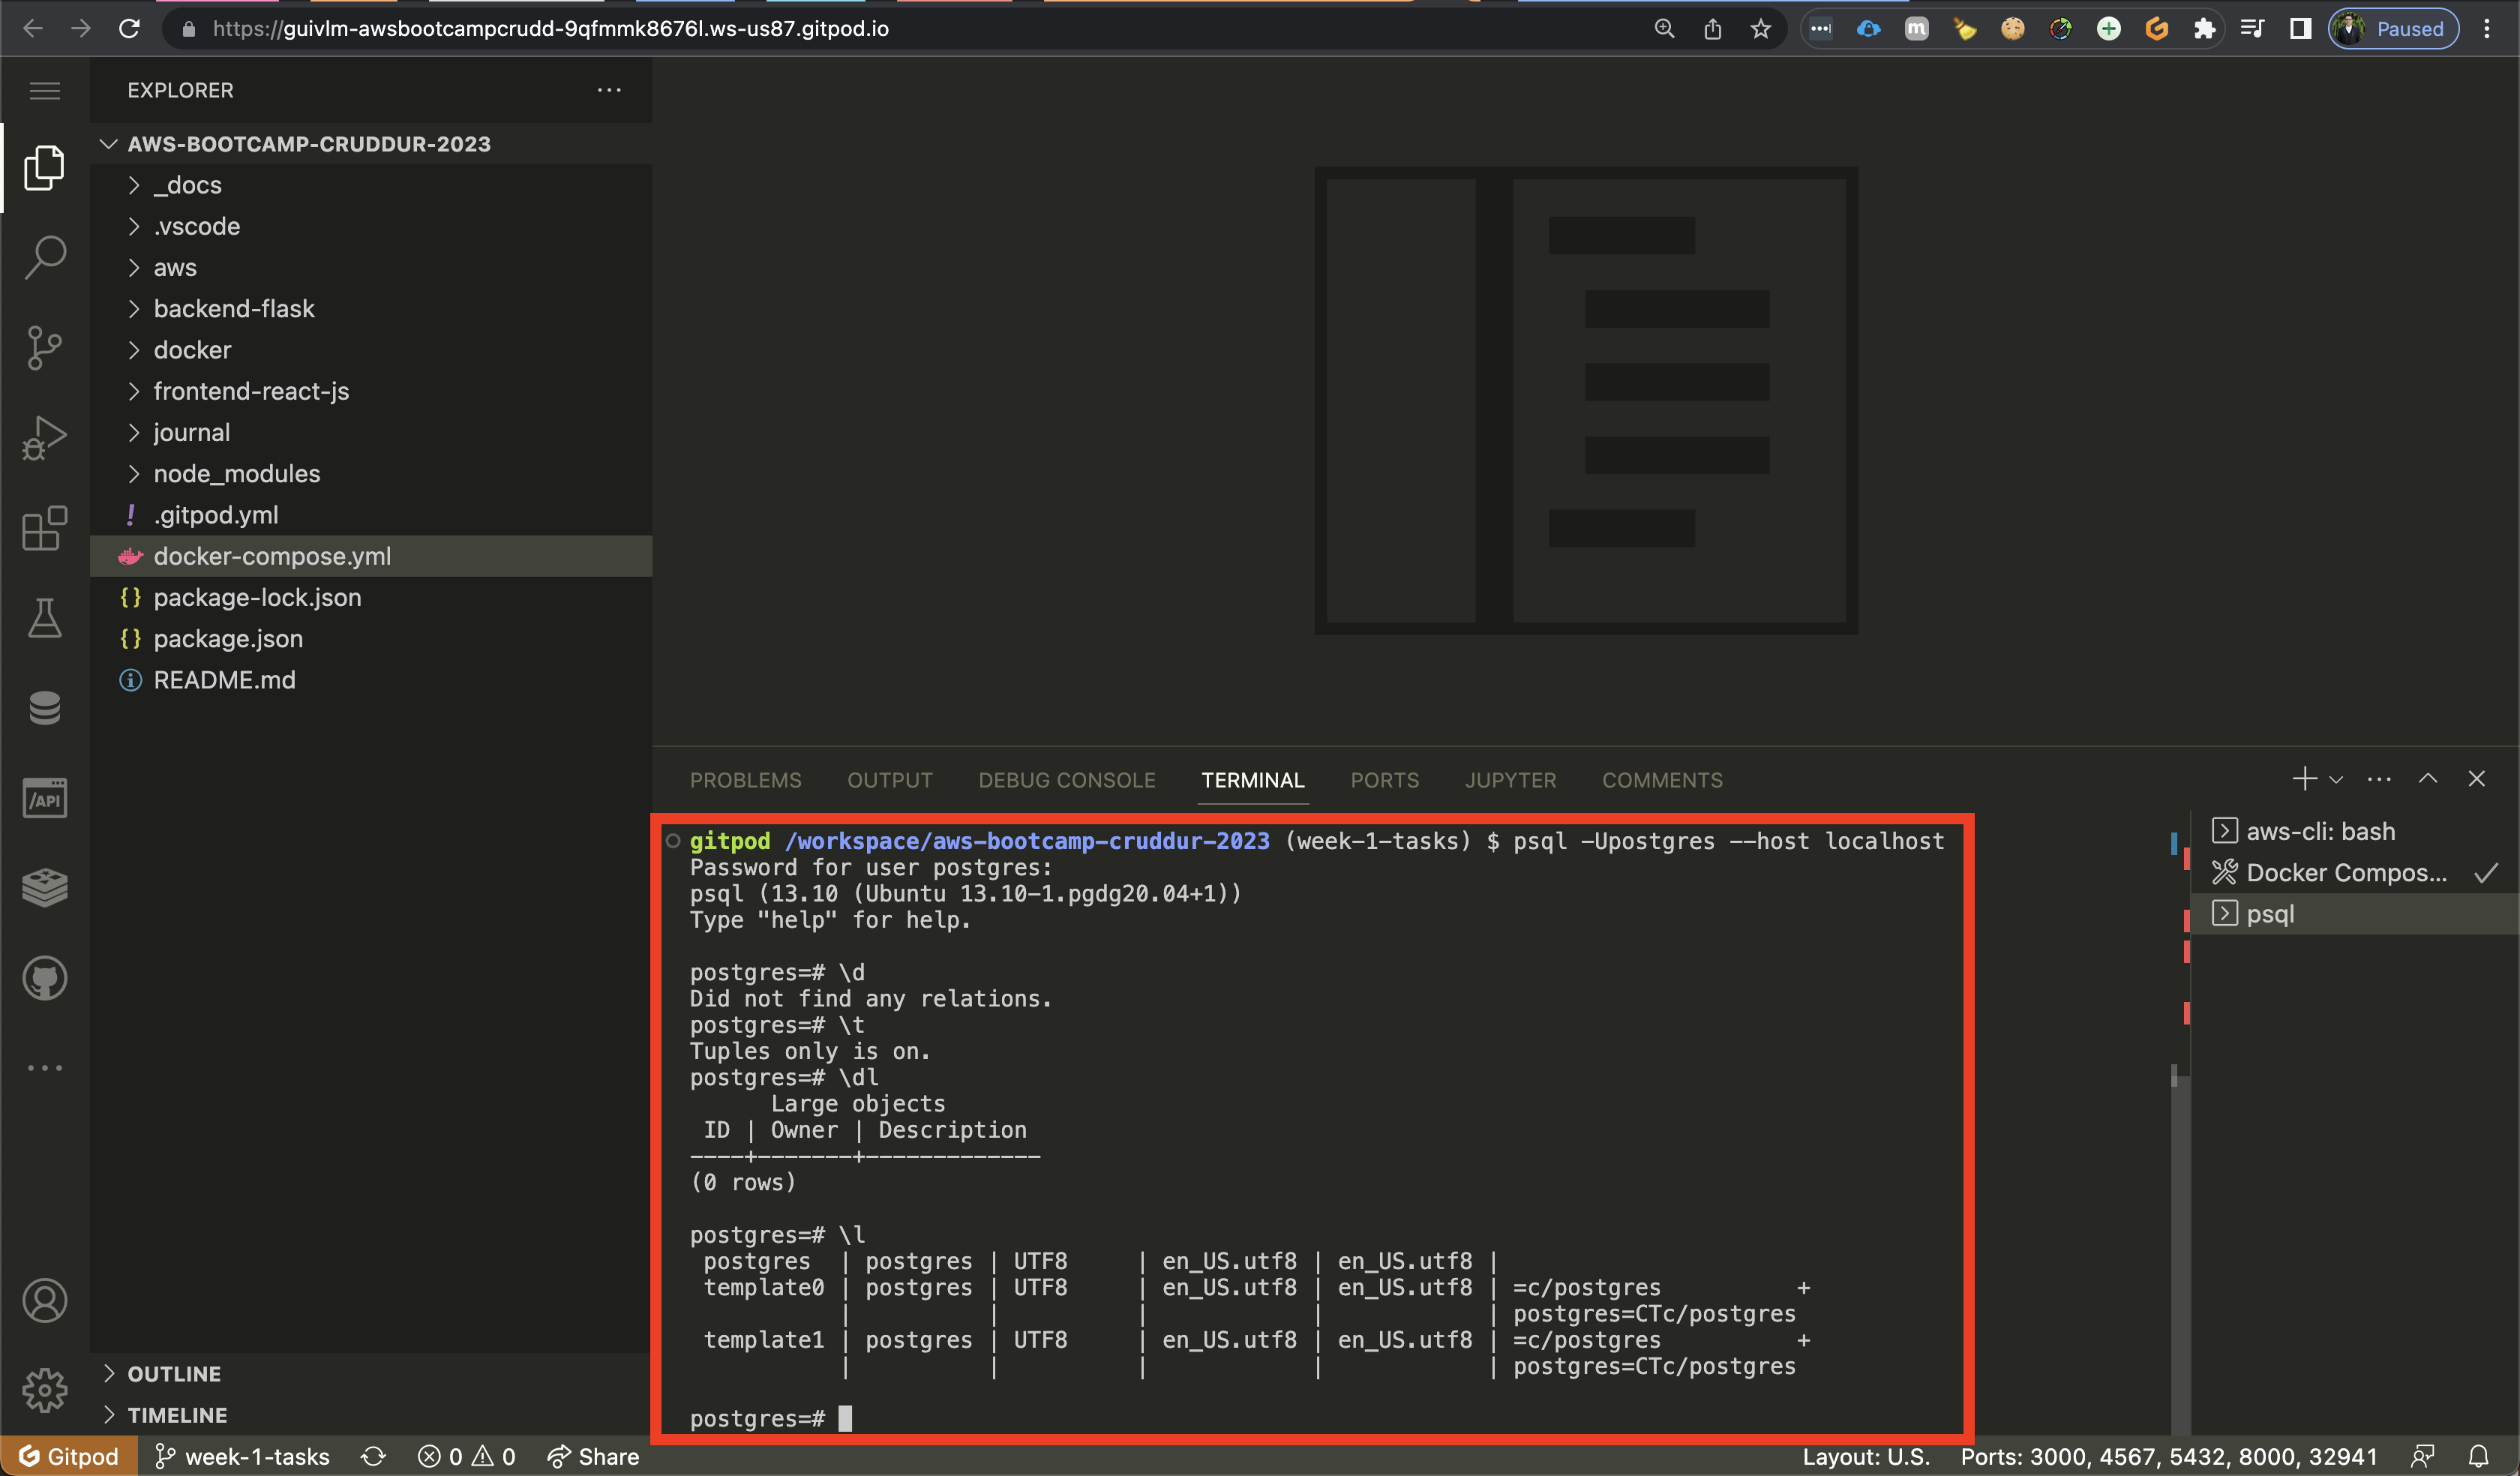 https://guivlm-awsbootcampcrudd-9qfmmk8676l.ws-us87.gitpod.io
m
Paused
EXPLORER
AWS-BOOTCAMP-CRUDDUR-2023
_docs
.vscode
aws
backend-flask
docker
frontend-react-js
journal
node_modules
! .gitpod.yml
docker-compose.yml
{} package-lock.json
{} package.json
README.md
/API
OUTLINE
TIMELINE
PROBLEMS OUTPUT DEBUG CONSOLE TERMINAL PORTS JUPYTER COMMENTS
gitpod /workspace/aws-bootcamp-cruddur-2023 (week-1-tasks) $ psql -Upostgres --host localhost
Password for user postgres:
psql (13.10 (Ubuntu 13.10-1.pgdg20.04+1))
Type "help" for help.
postgres=# \d
Did not find any relations.
postgres=# \t
Tuples only is on.
postgres=# \dl
Large objects
ID | Owner | Description
----+-------+-------------
(0 rows)
postgres=# \l
postgres | postgres | UTF8 | en_US.utf8 | en_US.utf8 |
template0 | postgres | UTF8 | en_US.utf8 | en_US.utf8 | =c/postgres +
| | | | | postgres=CTc/postgres
template1 | postgres | UTF8 | en_US.utf8 | en_US.utf8 | =c/postgres +
| | | | | postgres=CTc/postgres
postgres=#
aws-cli: bash
Docker Compos...
psql
Gitpod week-1-tasks 0 0 Share
Layout: U.S. Ports: 3000, 4567, 5432, 8000, 32941